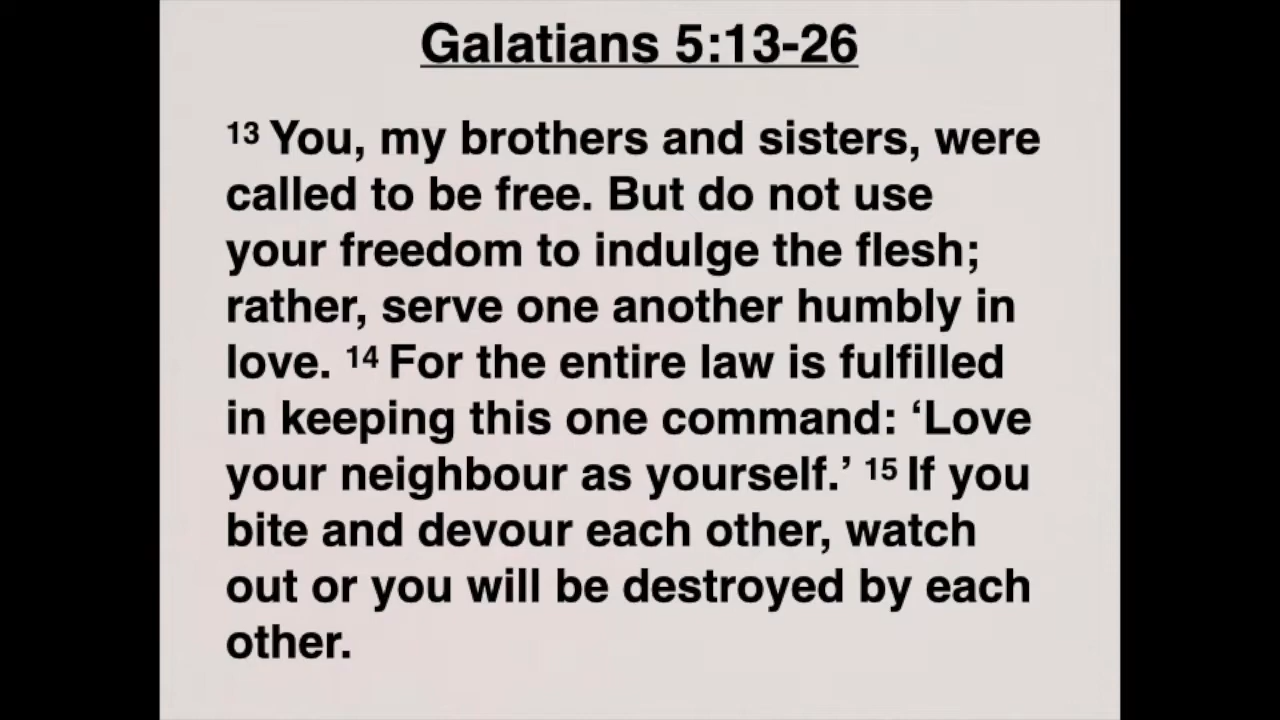 Galatians 5:13-26
13 You, my brothers and sisters, were
called to be free. But do not use
your freedom to indulge the flesh;
rather, serve one another humbly in
love. 14 For the entire law is fulfilled
in keeping this one command: ‘Love
your neighbour as yourself.’ 15 If you
bite and devour each other, watch
out or you will be destroyed by each
other.